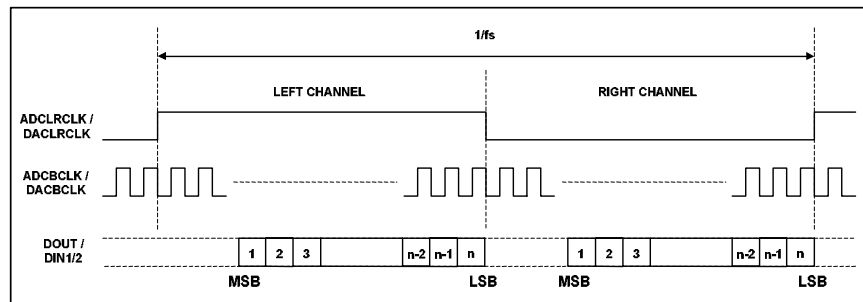 1/fs
LEFT CHANNEL
RIGHT CHANNEL
ADCLRCLK /
DACLRCLK
ADCBCLK /
DACBCLK
DOUT /
DIN1/2
1 2 3 n-2 n-1 n 1 2 3 n-2 n-1 n
MSB LSB MSB LSB